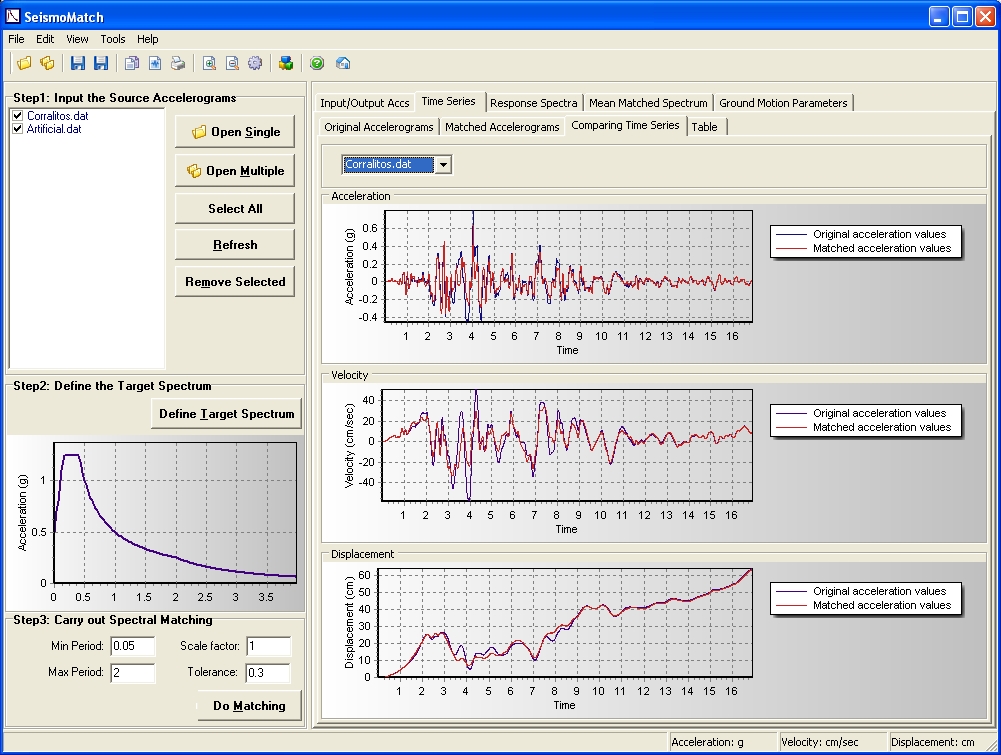 SeismoMatch
File Edit View Tools Help
Step1: Input the Source Accelerograms
Corralitos.dat
Artificial.dat
Open Single
Open Multiple
Select All
Refresh
Remove Selected
Step2: Define the Target Spectrum
Define Target Spectrum
Acceleration (g)
1
0.5
0
0 0.5 1 1.5 2 2.5 3 3.5
Step3: Carry out Spectral Matching
Min Period: 0.05 Scale factor: 1
Max Period: 2 Tolerance: 0.3
Do Matching
Input/Output Accs Time Series Response Spectra Mean Matched Spectrum Ground Motion Parameters
Original Accelerograms Matched Accelerograms Comparing Time Series Table
Corralitos.dat
Acceleration
Acceleration (g)
0.6
0.4
0.2
0
-0.2
-0.4
1 2 3 4 5 6 7 8 9 10 11 12 13 14 15 16
Time
Original acceleration values
Matched acceleration values
Velocity
Velocity (cm/sec)
40
20
0
-20
-40
1 2 3 4 5 6 7 8 9 10 11 12 13 14 15 16
Time
Original acceleration values
Matched acceleration values
Displacement
Displacement (cm)
60
50
40
30
20
10
0
1 2 3 4 5 6 7 8 9 10 11 12 13 14 15 16
Time
Original acceleration values
Matched acceleration values
Acceleration: g Velocity: cm/sec Displacement: cm